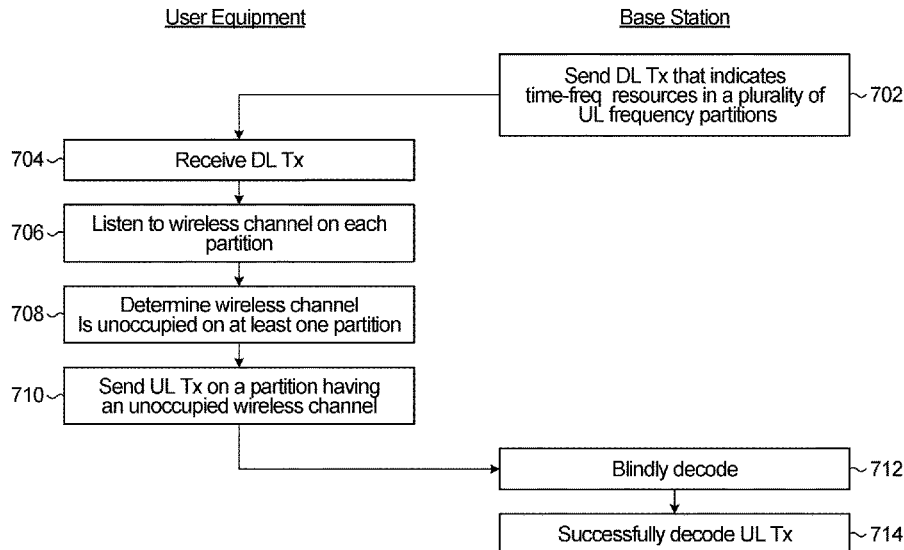 User Equipment
Base Station
Send DL Tx that indicates
time-freq resources in a plurality of
UL frequency partitions
702
704
Receive DL Tx
706
Listen to wireless channel on each
partition
708
Determine wireless channel
Is unoccupied on at least one partition
710
Send UL Tx on a partition having
an unoccupied wireless channel
Blindly decode
712
Successfully decode UL Tx
714